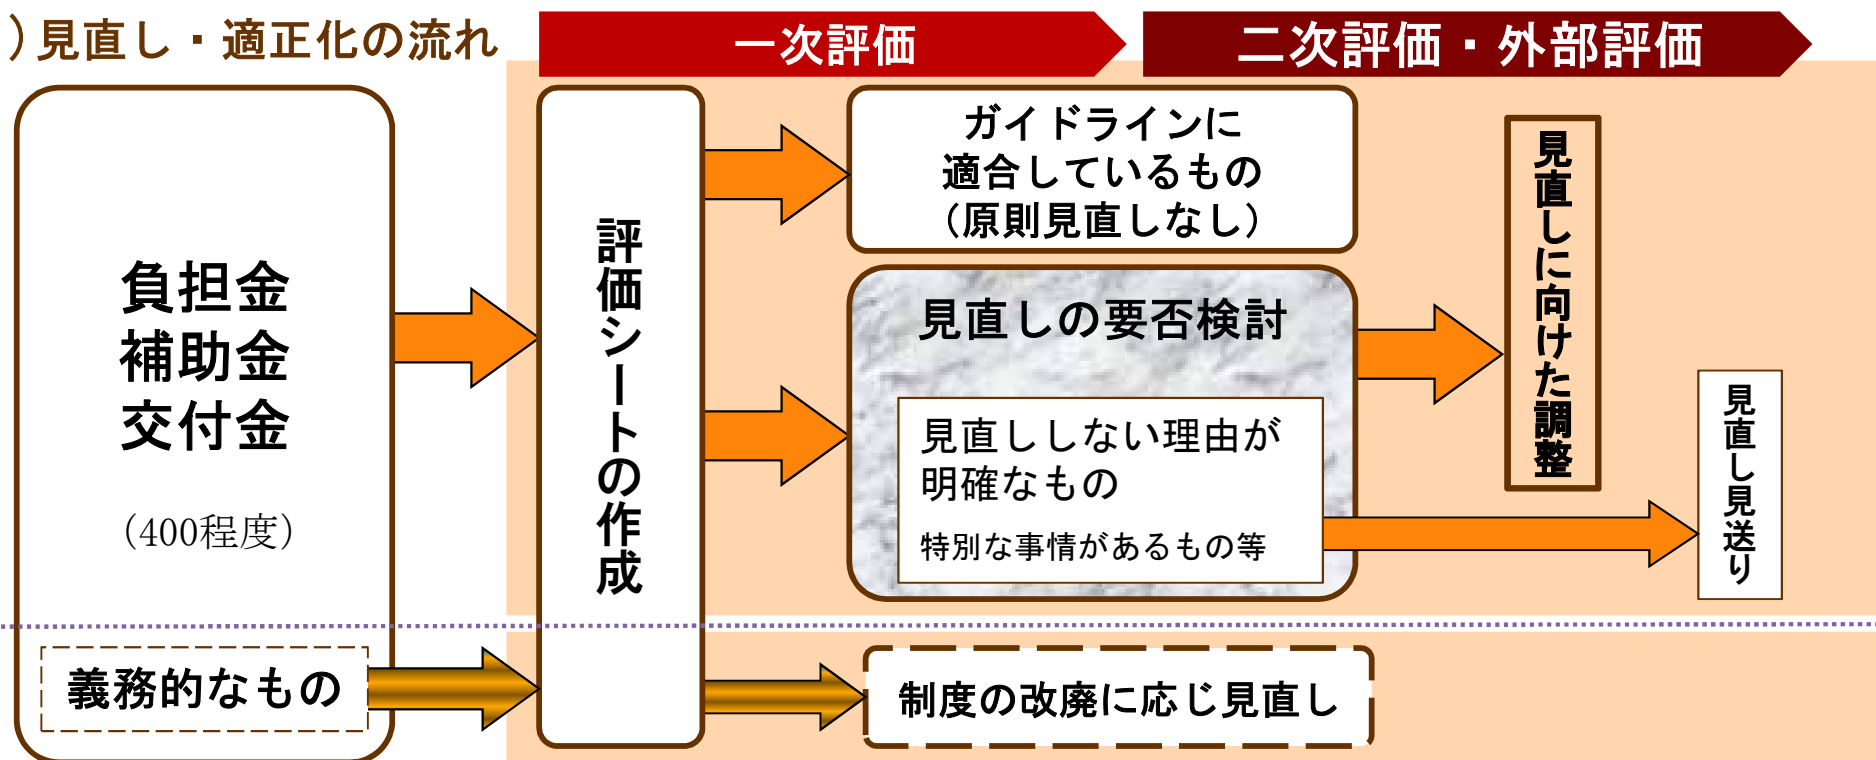 ）見直し・適正化の流れ
一次評価
二次評価・外部評価
負担金
補助金
交付金
（400程度）
義務的なもの
評価シートの作成
ガイドラインに
適合しているもの
（原則見直しなし）
見直しの要否検討
見直ししない理由が
明確なもの
特別な事情があるもの等
制度の改廃に応じ見直し
見直しに向けた調整
見直し見送り